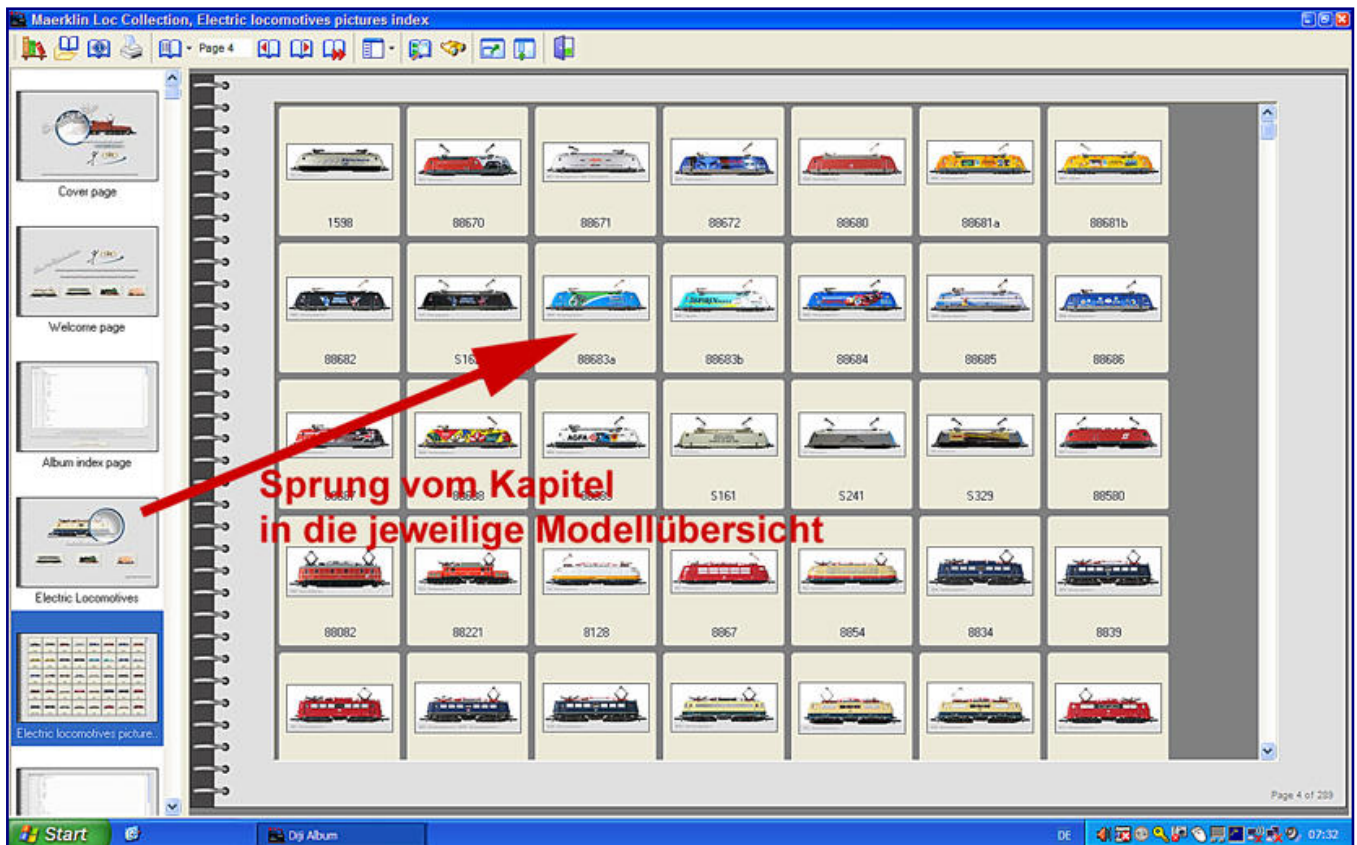 Maerklin Loc Collection, Electric locomotives pictures index
Page 4
Cover page
Welcome page
Album index page
Electric Locomotives
Electric locomotives picture..
1598 88670 88671 88672 88680 88681a 88681b
88682 88683a 88683b 88684 88685 88686
AGFA
Sprung vom Kapitel
S161 S241 S329 88580
in die jeweilige Modellübersicht
88082 88221 8128 8867 8854 8834 8839
Page 4 of 289
Start
Diji Album
DE
07:32